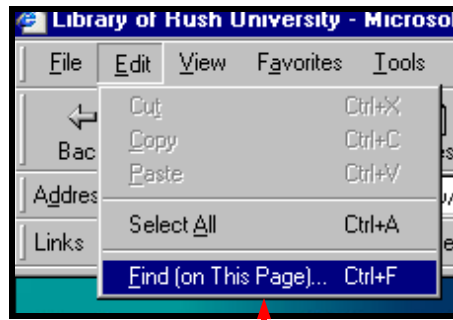 Library of Rush University - Microso
File Edit View Favorites Tools
Cut Ctrl+X
Bac
Copy Ctrl+C
Paste Ctrl+V
Addres
Select All Ctrl+A
Links
Find (on This Page)... Ctrl+F